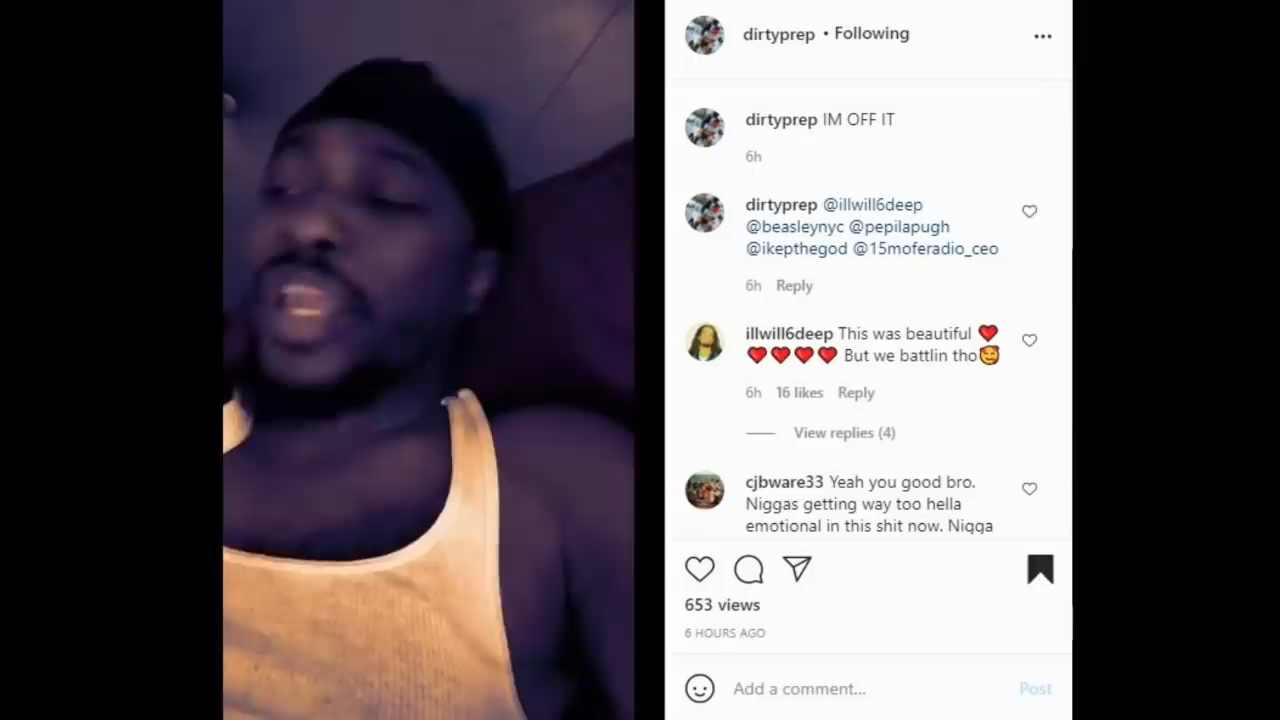 dirtyprep • Following
dirtyprep IM OFF IT
6h
dirtyprep @illwill6deep
@beasleynyc @pepilapugh
@ikepthegod @15moferadio_ceo
6h Reply
illwill6deep This was beautiful ❤️
❤️❤️❤️❤️ But we battlin tho🥰
6h 16 likes Reply
View replies (4)
cjbware33 Yeah you good bro.
Niggas getting way too hella
emotional in this shit now. Nigga
653 views
6 HOURS AGO
Add a comment... Post